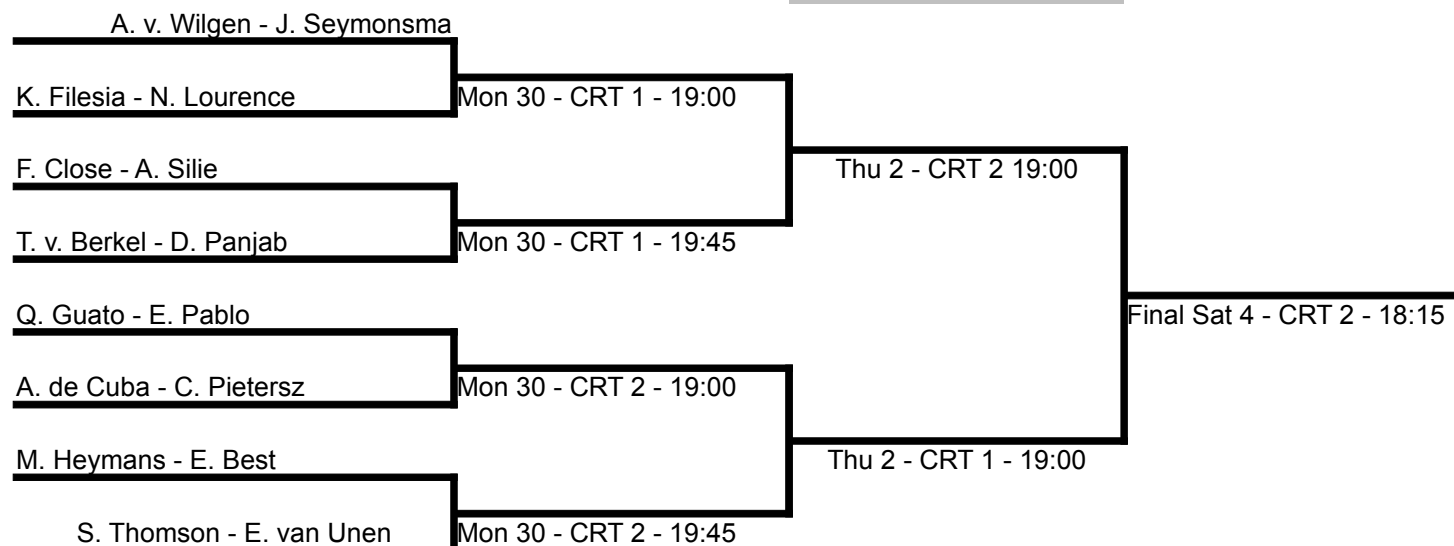 A. v. Wilgen - J. Seymonsma
K. Filesia - N. Lourence
Mon 30 - CRT 1 - 19:00
F. Close - A. Silie
Thu 2 - CRT 2 19:00
T. v. Berkel - D. Panjab
Mon 30 - CRT 1 - 19:45
Q. Guato - E. Pablo
Final Sat 4 - CRT 2 - 18:15
A. de Cuba - C. Pietersz
Mon 30 - CRT 2 - 19:00
M. Heymans - E. Best
Thu 2 - CRT 1 - 19:00
S. Thomson - E. van Unen
Mon 30 - CRT 2 - 19:45